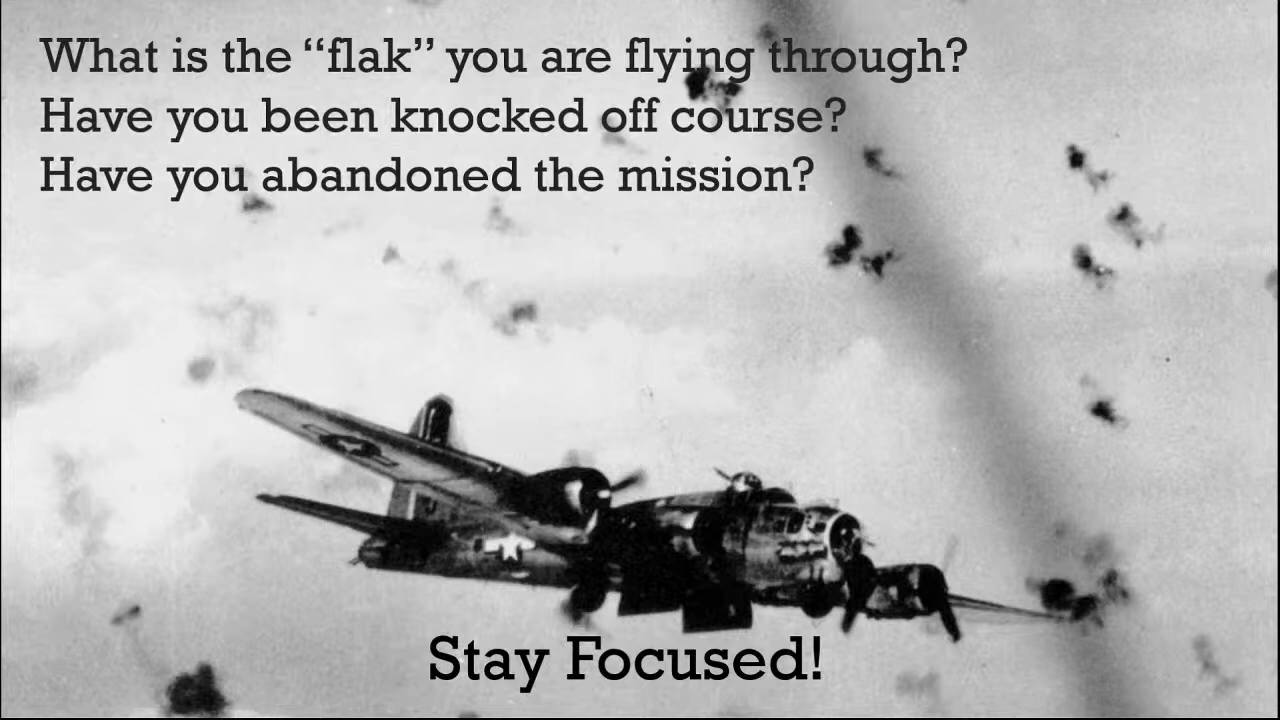 What is the “flak” you are flying through?
Have you been knocked off course?
Have you abandoned the mission?
Stay Focused!